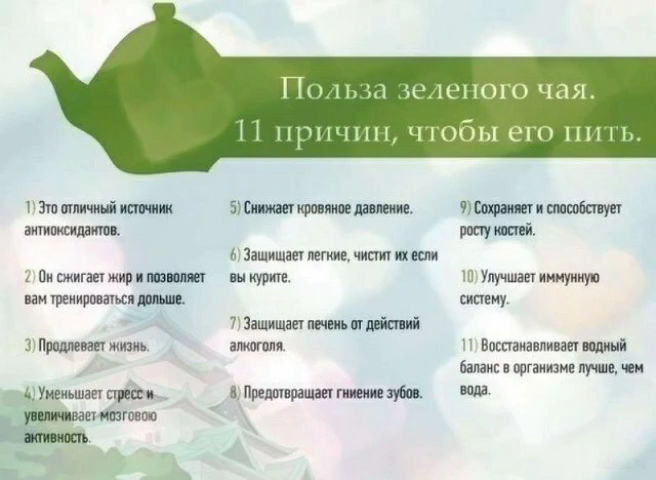 Польза зеленого чая.
11 причин, чтобы его пить.
1) Это отличный источник
антиоксидантов.
2) Он сжигает жир и позволяет
вам тренироваться дольше.
3) Продлевает жизнь.
4) Уменьшает стресс и
увеличивает мозговою
активность.
5) Снижает кровяное давление.
6) Защищает легкие, чистит их если
вы курите.
7) Защищает печень от действий
алкоголя.
8) Предотвращает гниение зубов.
9) Сохраняет и способствует
росту костей.
10) Улучшает иммунную
систему.
11) Восстанавливает водный
баланс в организме лучше, чем
вода.